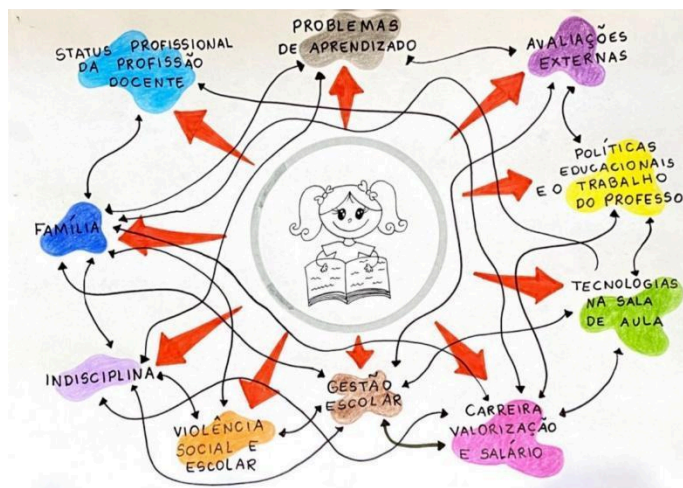 STATUS PROFISSIONAL
DA PROFISSÃO
DOCENTE
PROBLEMAS
DE APRENDIZADO
AVALIAÇÕES
EXTERNAS
POLÍTICAS
EDUCACIONAIS
E O TRABALHO
DO PROFESSO
FAMÍLIA
TECNOLOGIAS
NA SALA
DE AULA
INDISCIPLINA
VIOLÊNCIA
SOCIAL E
ESCOLAR
GESTÃO
ESCOLAR
CARREIRA
VALORIZAÇÃO
E SALÁRIO